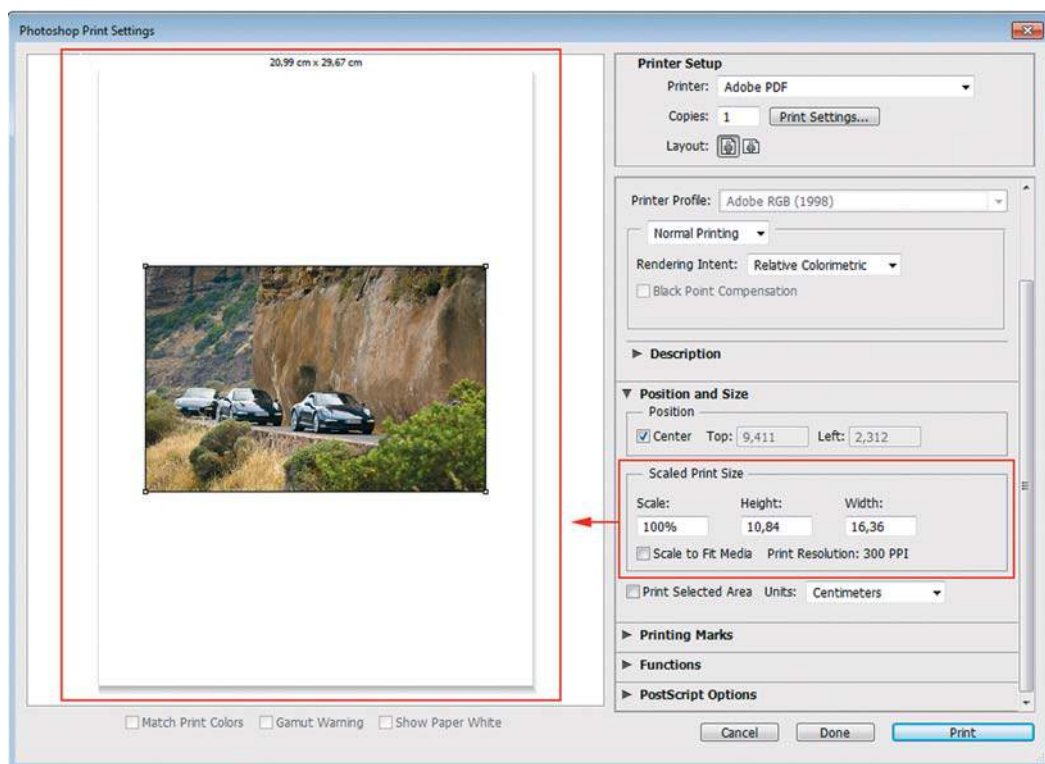 Photoshop Print Settings
20,99 cm x 29,67 cm
Match Print Colors Gamut Warning Show Paper White
Printer Setup
Printer: Adobe PDF
Copies: 1 Print Settings...
Layout:
Printer Profile: Adobe RGB (1998)
Normal Printing
Rendering Intent: Relative Colorimetric
Black Point Compensation
Description
Position and Size
Position
Center Top: 9,411 Left: 2,312
Scaled Print Size
Scale: Height: Width:
100% 10,84 16,36
Scale to Fit Media Print Resolution: 300 PPI
Print Selected Area Units: Centimeters
Printing Marks
Functions
PostScript Options
Cancel Done Print